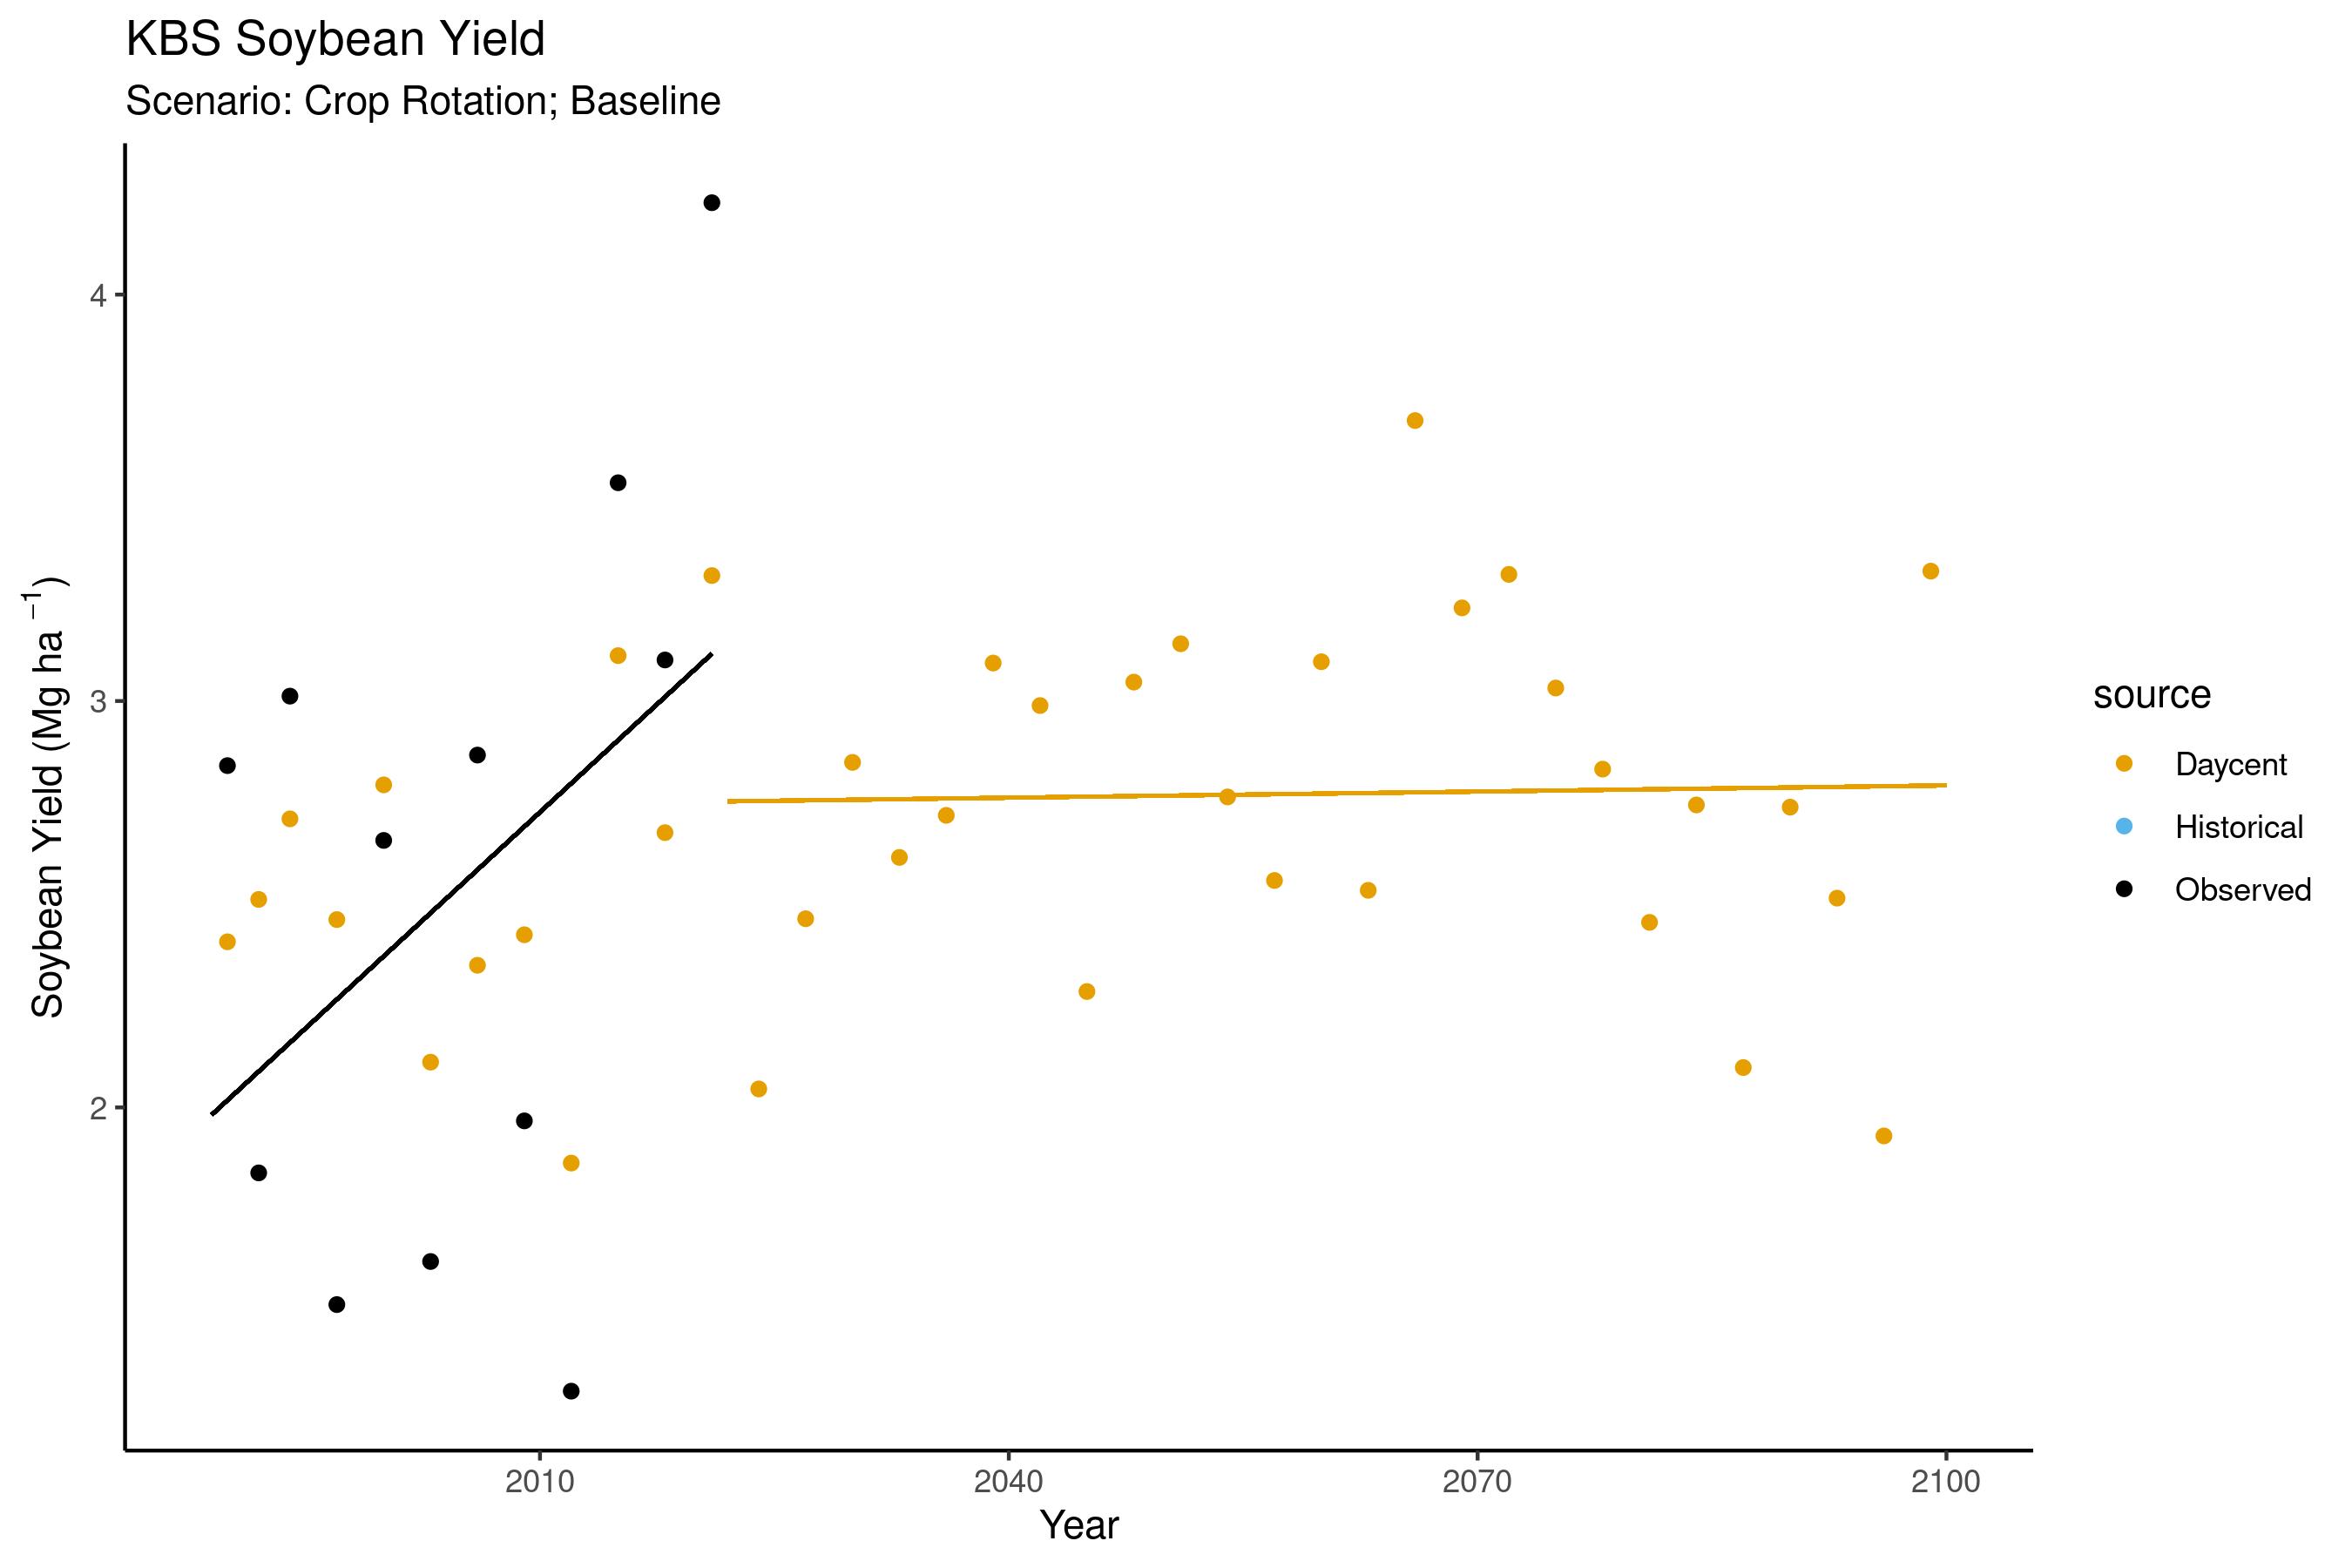 KBS Soybean Yield
Scenario: Crop Rotation; Baseline
Soybean Yield (Mg ha⁻¹)
4
3
2
2010
2040
2070
2100
Year
source
Daycent
Historical
Observed